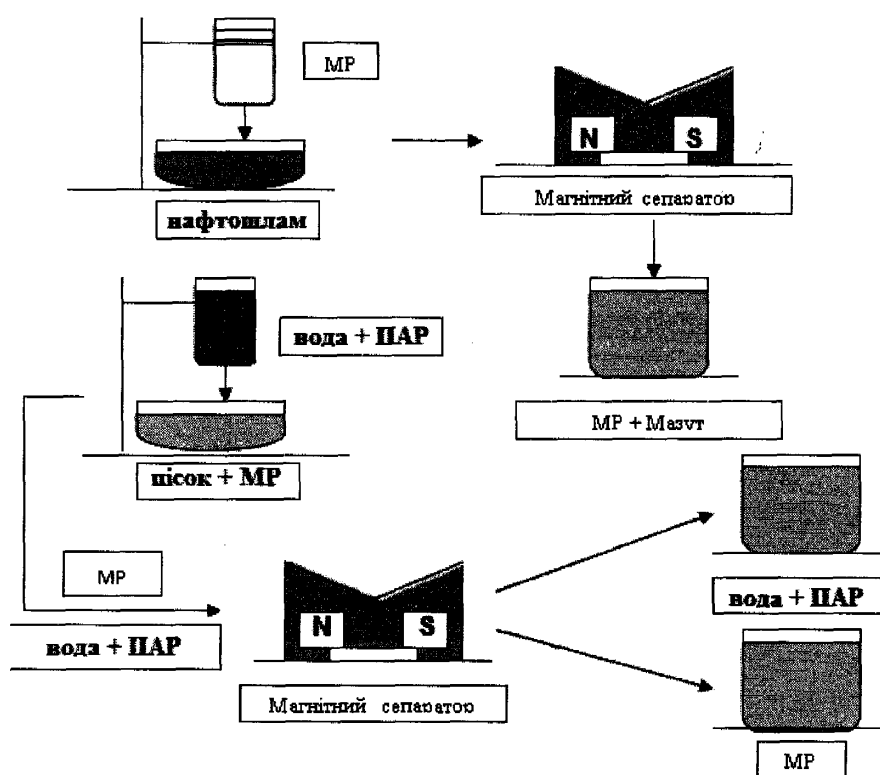 МР
N S
нафтошлам
Магнітний сепаратор
вода + ПАР
МР + Мазут
пісок + МР
МР
N S
вода + ПАР
вода + ПАР
Магнітний сепаратор
МР